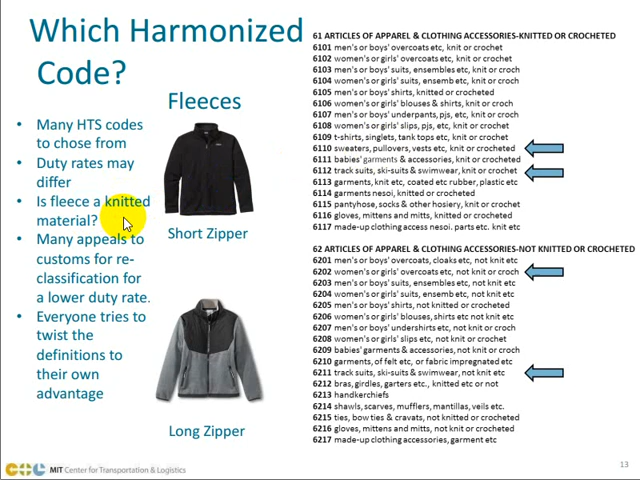 Which Harmonized
Code?
• Many HTS codes
to chose from
• Duty rates may
differ
• Is fleece a knitted
material?
• Many appeals to
customs for re-
classification for
a lower duty rate.
• Everyone tries to
twist the
definitions to
their own
advantage
Fleeces
Short Zipper
Long Zipper
61 ARTICLES OF APPAREL & CLOTHING ACCESSORIES-KNITTED OR CROCHETED
6101 men's or boys' overcoats etc, knit or crochet
6102 women's or girls' overcoats etc, knit or crochet
6103 men's or boys' suits, ensembles etc, knit or croch
6104 women's or girls' suits, ensemb etc, knit or croch
6105 men's or boys' shirts, knitted or crocheted
6106 women's or girls' blouses & shirts, knit or croch
6107 men's or boys' underpants, pjs, etc, knit or croch
6108 women's or girls' slips, pjs, etc, knit or crochet
6109 t-shirts, singlets, tank tops etc, knit or crochet
6110 sweaters, pullovers, vests etc, knit or crocheted
6111 babies' garments & accessories, knit or crocheted
6112 track suits, ski-suits & swimwear, knit or crochet
6113 garments, knit etc, coated etc rubber, plastic etc
6114 garments nesoi, knitted or crocheted
6115 pantyhose, socks & other hosiery, knit or crochet
6116 gloves, mittens and mitts, knitted or crocheted
6117 made-up clothing access nesoi. parts etc. knit etc
62 ARTICLES OF APPAREL & CLOTHING ACCESSORIES-NOT KNITTED OR CROCHETED
6201 men's or boys' overcoats, cloaks etc, not knit etc
6202 women's or girls' overcoats etc, not knit or croch
6203 men's or boys' suits, ensembles etc, not knit etc
6204 women's or girls' suits, ensemb etc, not knit etc
6205 men's or boys' shirts, not knitted or crocheted
6206 women's or girls' blouses, shirts etc not knit etc
6207 men's or boys' undershirts etc, not knit or croch
6208 women's or girls' slips etc, not knit or crochet
6209 babies' garments & accessories, not knit or croch
6210 garments, of felt etc, or fabric impregnated etc
6211 track suits, ski-suits & swimwear, not knit etc
6212 bras, girdles, garters etc., knitted etc or not
6213 handkerchiefs
6214 shawls, scarves, mufflers, mantillas, veils etc.
6215 ties, bow ties & cravats, not knitted or crocheted
6216 gloves, mittens and mitts, not knit or crochet
6217 made-up clothing accessories, garment etc
MIT Center for Transportation & Logistics
13